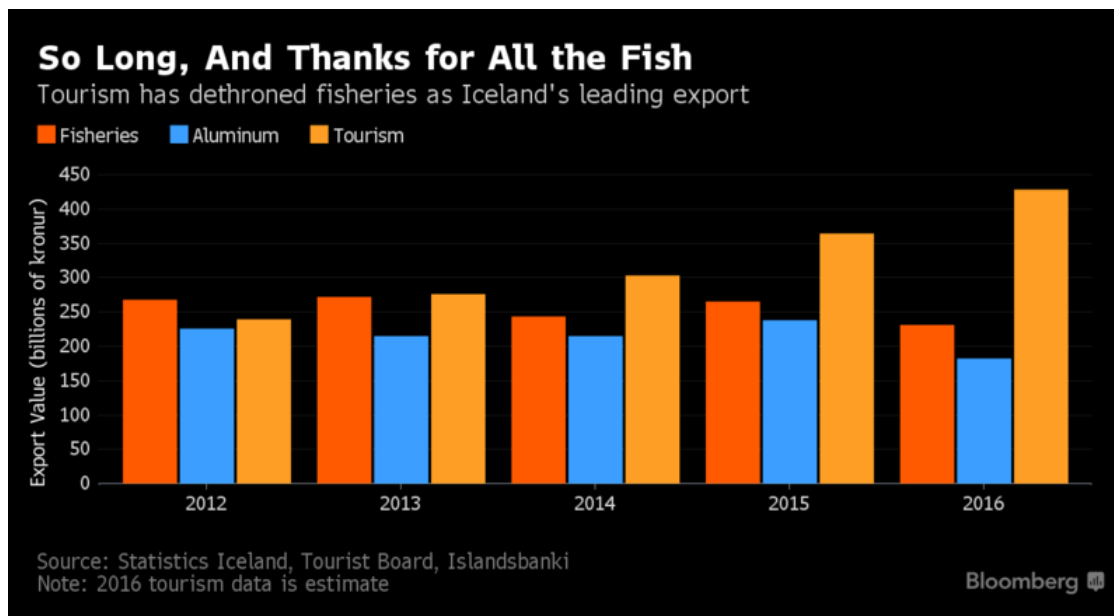 So Long, And Thanks for All the Fish
Tourism has dethroned fisheries as Iceland's leading export
Fisheries Aluminum Tourism
Export Value (billions of kronur)
450
400
350
300
250
200
150
100
50
0
2012 2013 2014 2015 2016
Source: Statistics Iceland, Tourist Board, Islandsbanki
Note: 2016 tourism data is estimate
Bloomberg